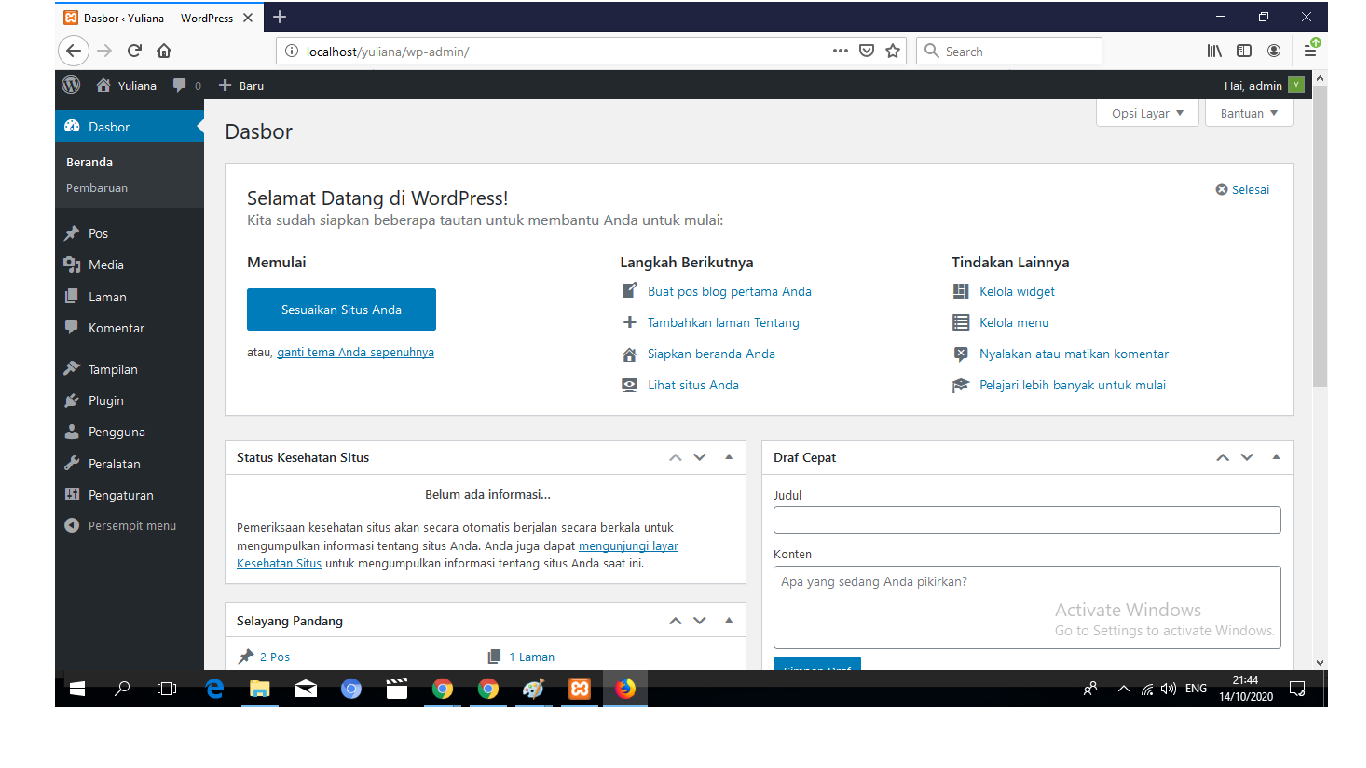 Dasbor ‹ Yuliana — WordPress
localhost/yuliana/wp-admin/
Search
Yuliana
0
Baru
Hai, admin
Dasbor
Beranda
Pembaruan
Pos
Media
Laman
Komentar
Tampilan
Plugin
Pengguna
Peralatan
Pengaturan
Persempit menu
Opsi Layar
Bantuan
Dasbor
Selamat Datang di WordPress!
Selesai
Kita sudah siapkan beberapa tautan untuk membantu Anda untuk mulai:
Memulai
Sesuaikan Situs Anda
atau, ganti tema Anda sepenuhnya
Langkah Berikutnya
Buat pos blog pertama Anda
Tambahkan laman Tentang
Siapkan beranda Anda
Lihat situs Anda
Tindakan Lainnya
Kelola widget
Kelola menu
Nyalakan atau matikan komentar
Pelajari lebih banyak untuk mulai
Status Kesehatan Situs
Belum ada informasi...
Pemeriksaan kesehatan situs akan secara otomatis berjalan secara berkala untuk
mengumpulkan informasi tentang situs Anda. Anda juga dapat mengunjungi layar
Kesehatan Situs untuk mengumpulkan informasi tentang situs Anda saat ini.
Selayang Pandang
2 Pos
1 Laman
Draf Cepat
Judul
Konten
Apa yang sedang Anda pikirkan?
Simpan Draf
Activate Windows
Go to Settings to activate Windows.
ENG
21:44
14/10/2020